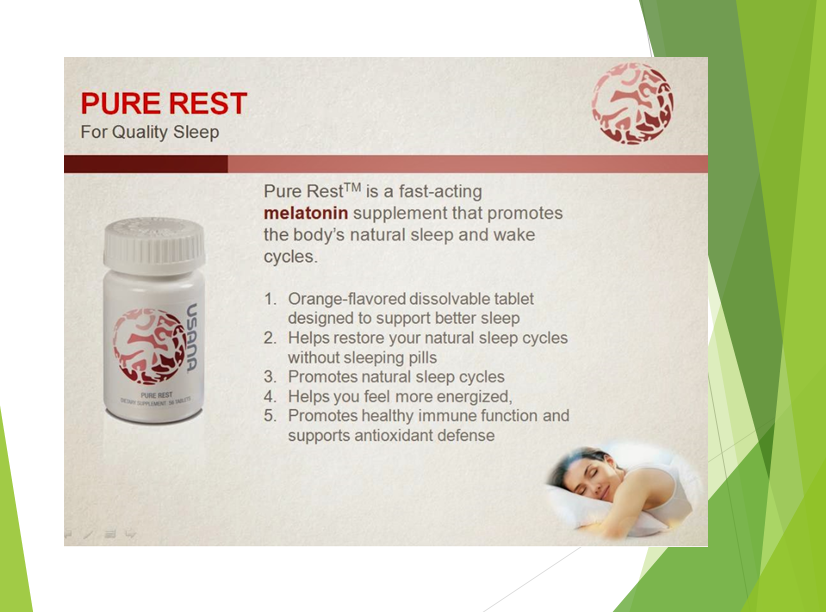 PURE REST
For Quality Sleep
Pure Rest™ is a fast-acting
melatonin supplement that promotes
the body's natural sleep and wake
cycles.
1. Orange-flavored dissolvable tablet
designed to support better sleep
2. Helps restore your natural sleep cycles
without sleeping pills
3. Promotes natural sleep cycles
4. Helps you feel more energized,
5. Promotes healthy immune function and
supports antioxidant defense
USANA
PURE REST
DIETARY SUPPLEMENT. 56 TABLETS